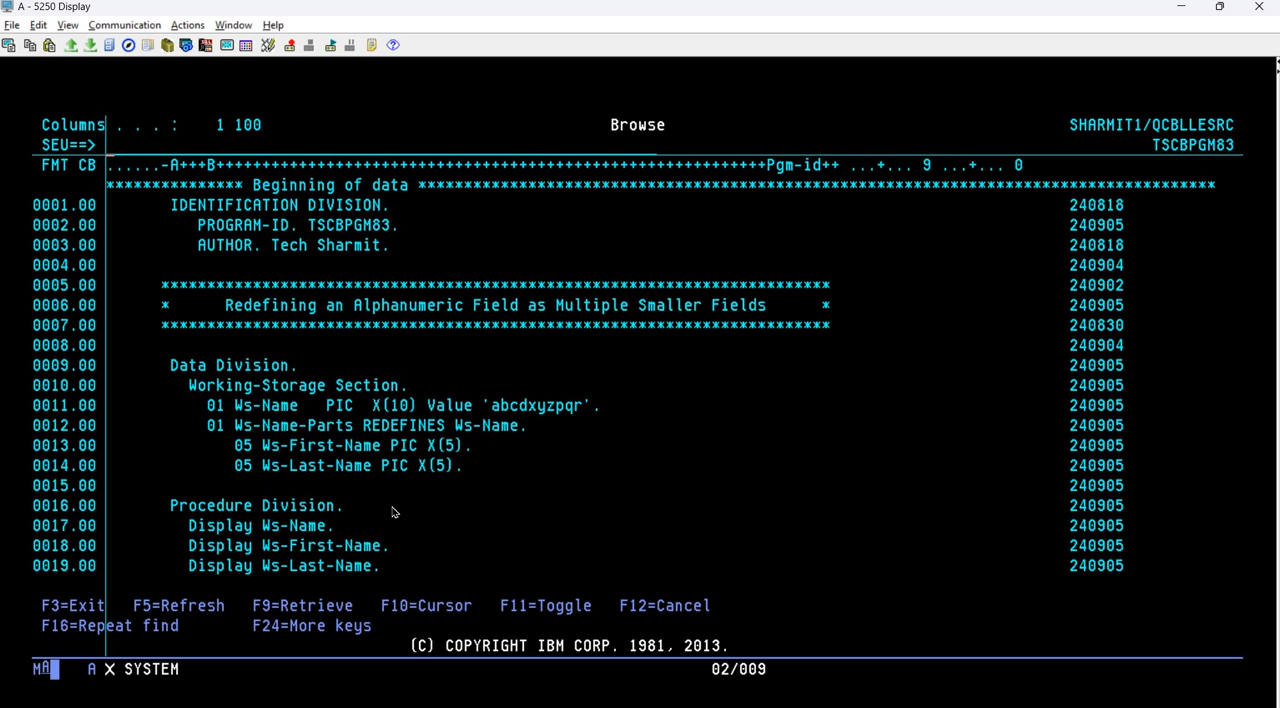 A - 5250 Display
File Edit View Communication Actions Window Help
Columns . . . : 1 100 Browse SHARMIT1/QCBLLESRC
SEU==> TSCBPGM83
FMT CB ......-A+++B++++++++++++++++++++++++++++++++++++++++++++++++++++++++++++Pgm-id++ ...+... 9 ...+... 0
*************** Beginning of data ***************************************************************************************
0001.00 IDENTIFICATION DIVISION. 240818
0002.00 PROGRAM-ID. TSCBPGM83. 240905
0003.00 AUTHOR. Tech Sharmit. 240818
0004.00 240904
0005.00 ************************************************************************* 240902
0006.00 * Redefining an Alphanumeric Field as Multiple Smaller Fields * 240905
0007.00 ************************************************************************* 240830
0008.00 240904
0009.00 Data Division. 240905
0010.00 Working-Storage Section. 240905
0011.00 01 Ws-Name PIC X(10) Value 'abcdxyzpqr'. 240905
0012.00 01 Ws-Name-Parts REDEFINES Ws-Name. 240905
0013.00 05 Ws-First-Name PIC X(5). 240905
0014.00 05 Ws-Last-Name PIC X(5). 240905
0015.00 240905
0016.00 Procedure Division. 240905
0017.00 Display Ws-Name. 240905
0018.00 Display Ws-First-Name. 240905
0019.00 Display Ws-Last-Name. 240905
F3=Exit F5=Refresh F9=Retrieve F10=Cursor F11=Toggle F12=Cancel
F16=Repeat find F24=More keys
(C) COPYRIGHT IBM CORP. 1981, 2013.
MA A X SYSTEM 02/009